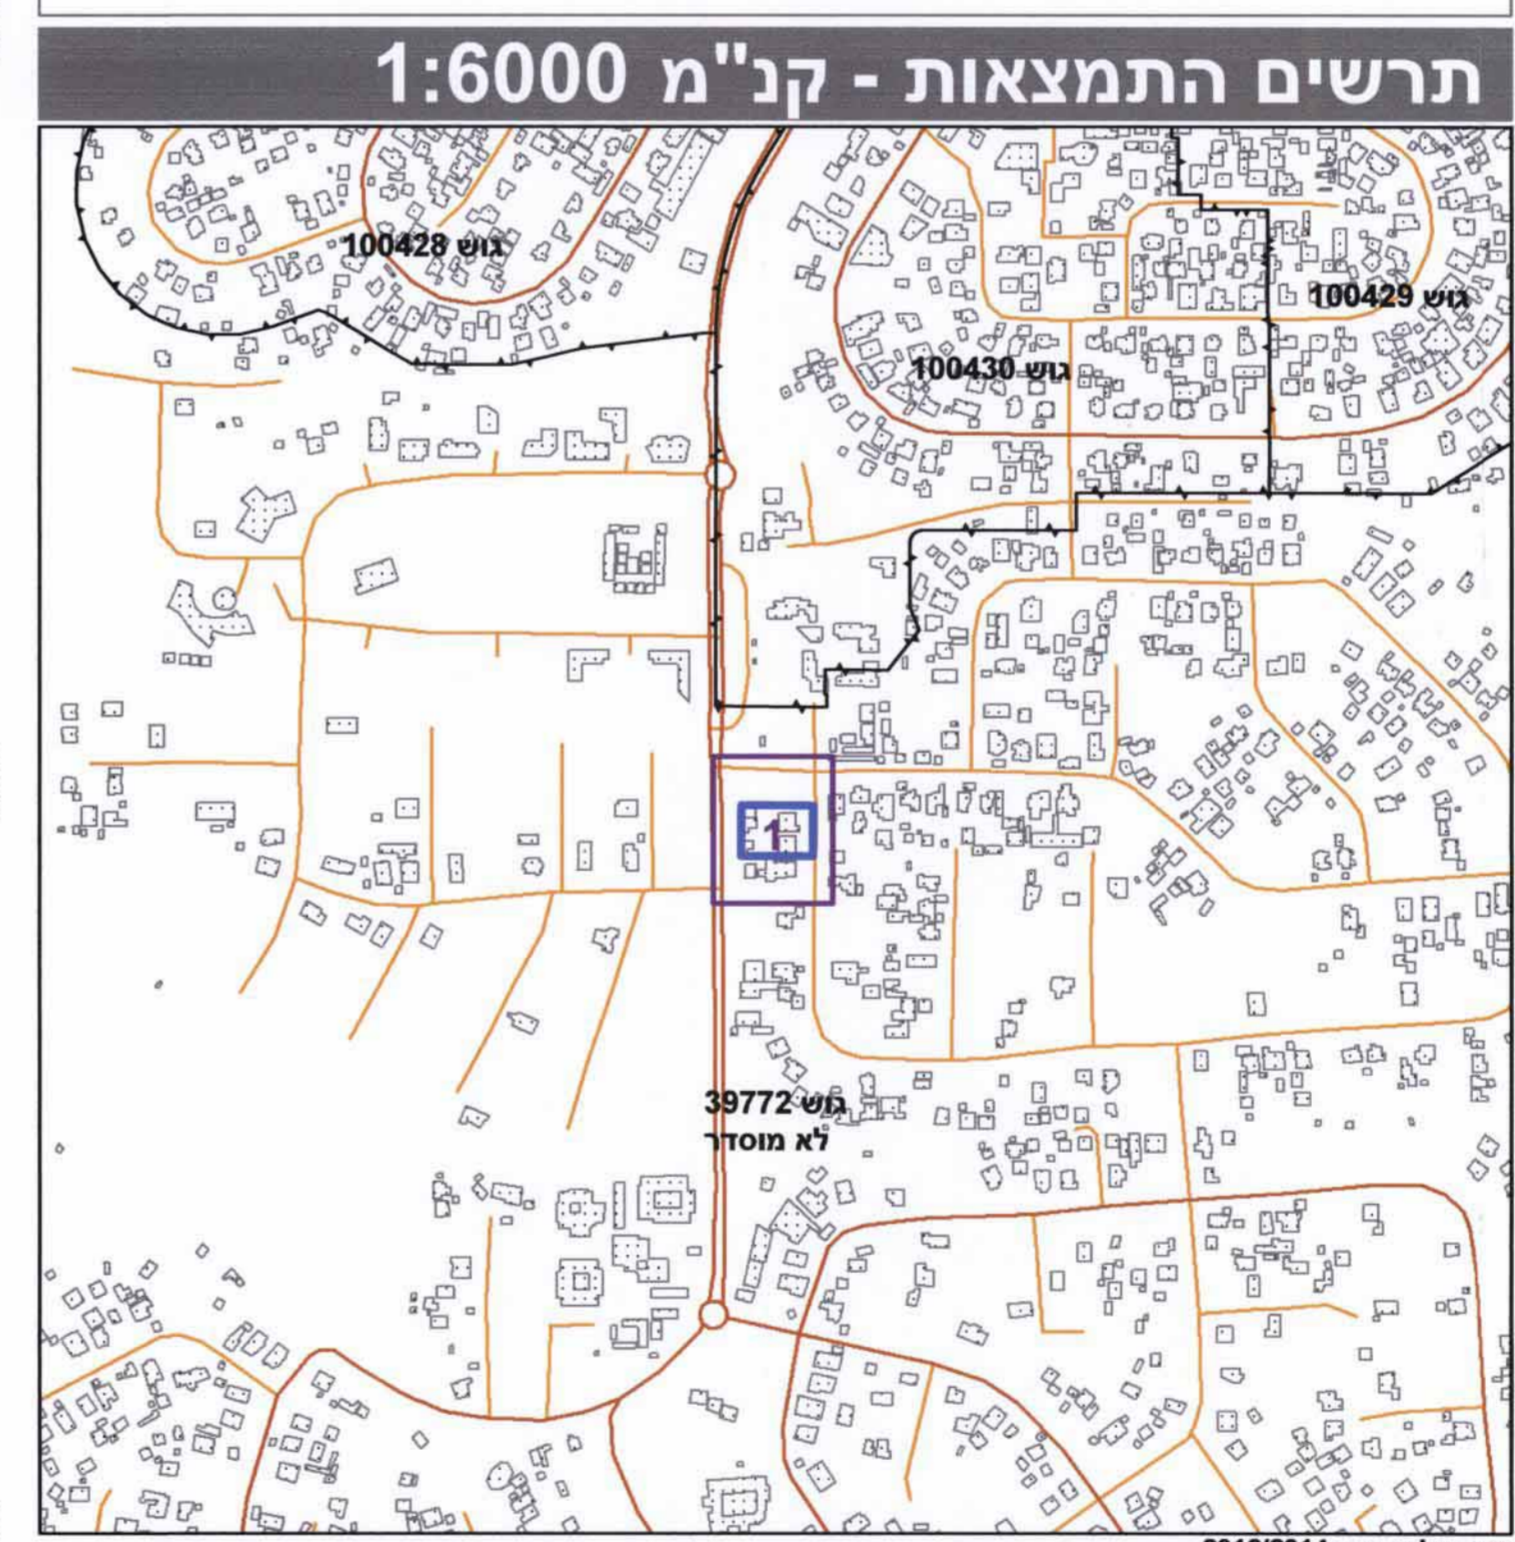 תרשים התמצאות - קנ"מ 1:6000
גוש 100428
גוש 100429
גוש 100430
1
גוש 39772
לא מוסדר